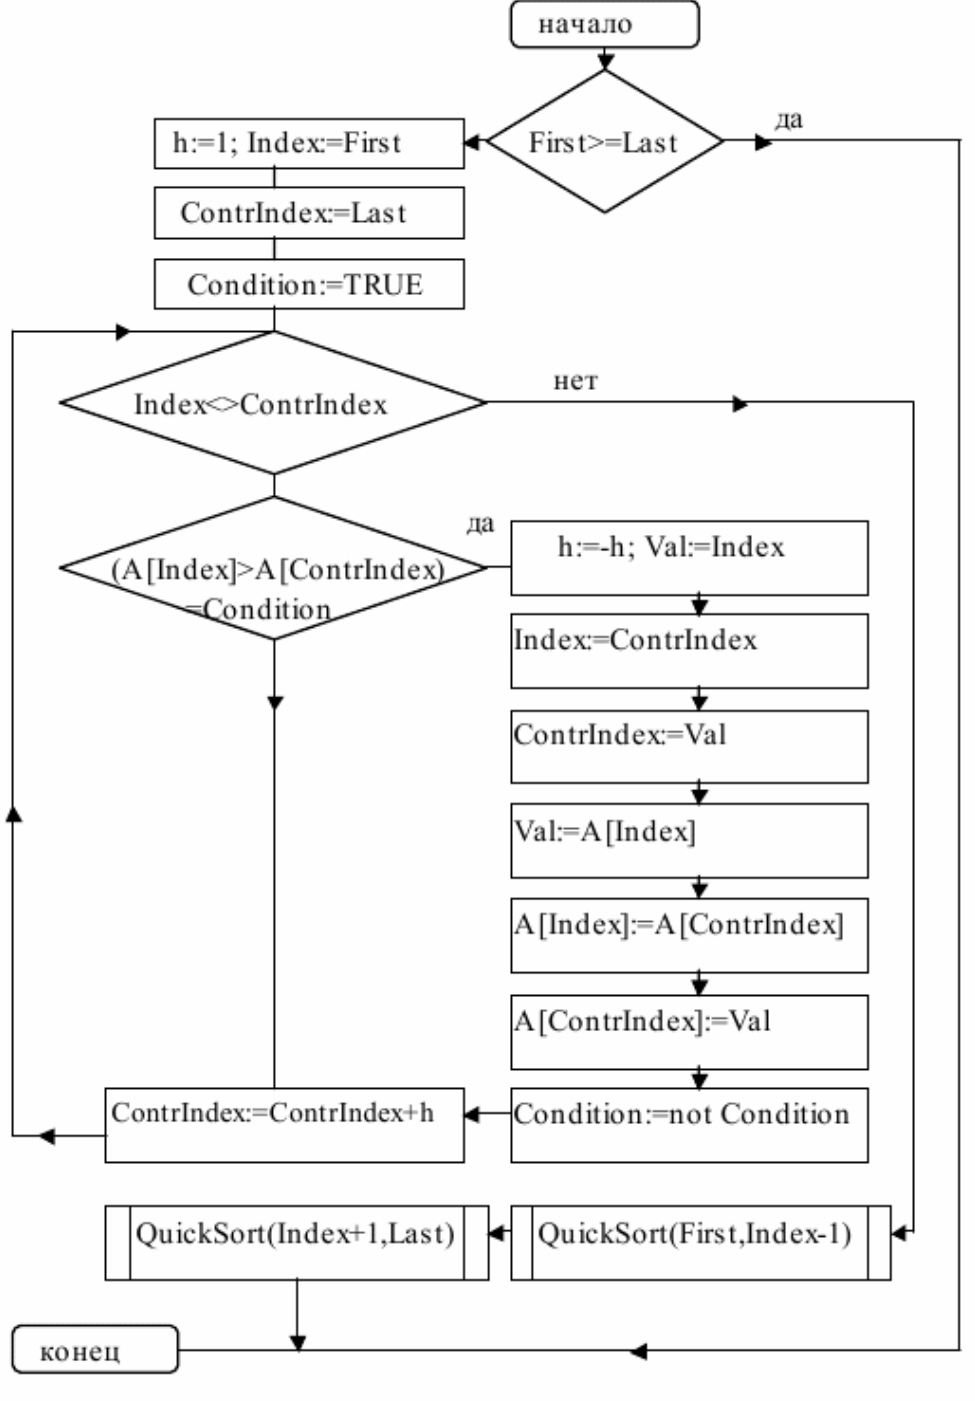 начало
First>=Last
да
h:=1; Index:=First
ContrIndex:=Last
Condition:=TRUE
Index<>ContrIndex
нет
(A[Index]>A[ContrIndex)
=Condition
да
h:=-h; Val:=Index
Index:=ContrIndex
ContrIndex:=Val
Val:=A[Index]
A[Index]:=A[ContrIndex]
A[ContrIndex]:=Val
Condition:=not Condition
ContrIndex:=ContrIndex+h
QuickSort(First,Index-1)
QuickSort(Index+1,Last)
конец